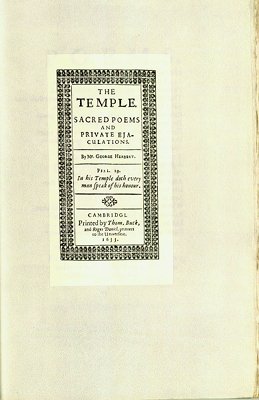 THE
TEMPLE.
SACRED POEMS
AND
PRIVATE EJA-
CULATIONS.
By Mr. GEORGE HERBERT.
PSAL. 29.
In his Temple doth every
man speak of his honour.
CAMBRIDGE
Printed by Thom. Buck,
and Roger Daniel, printers
to the Universitie,
1633.